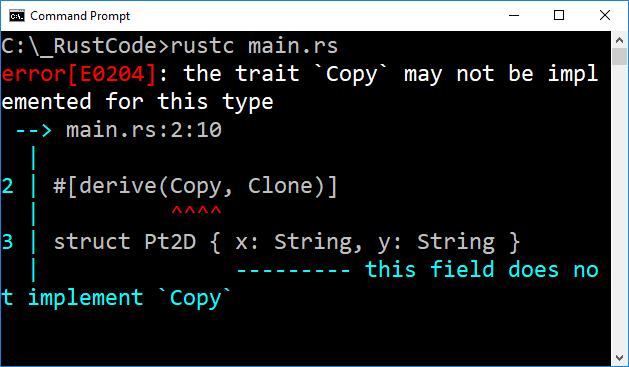 Command Prompt
C:\_RustCode>rustc main.rs
error[E0204]: the trait `Copy` may not be impl
emented for this type
 --> main.rs:2:10
  |
2 | #[derive(Copy, Clone)]
  |          ^^^^
3 | struct Pt2D { x: String, y: String }
  |               --------- this field does no
t implement `Copy`